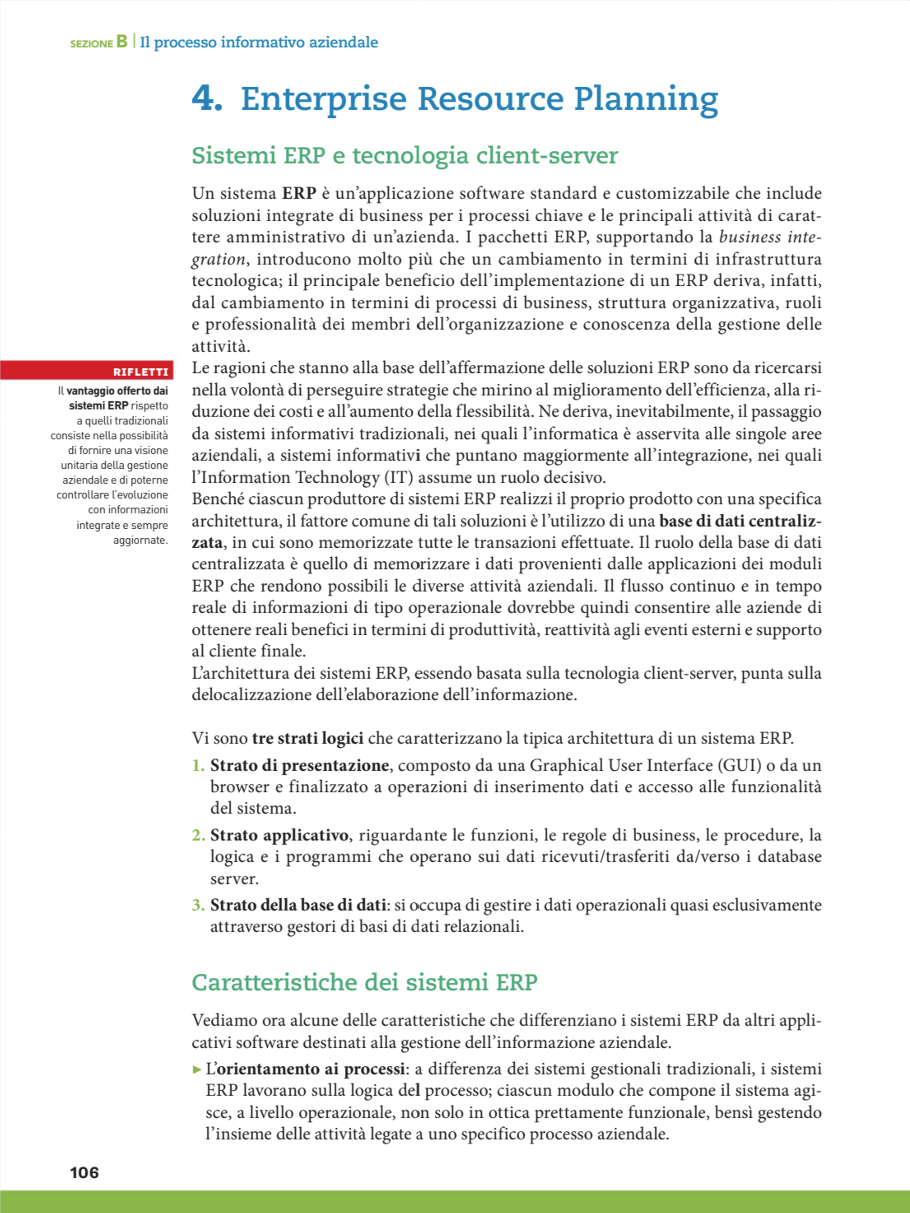 SEZIONE B | Il processo informativo aziendale
4. Enterprise Resource Planning
Sistemi ERP e tecnologia client-server
Un sistema ERP è un'applicazione software standard e customizzabile che include
soluzioni integrate di business per i processi chiave e le principali attività di carat-
tere amministrativo di un'azienda. I pacchetti ERP, supportando la business inte-
gration, introducono molto più che un cambiamento in termini di infrastruttura
tecnologica; il principale beneficio dell'implementazione di un ERP deriva, infatti,
dal cambiamento in termini di processi di business, struttura organizzativa, ruoli
e professionalità dei membri dell'organizzazione e conoscenza della gestione delle
attività.
Le ragioni che stanno alla base dell'affermazione delle soluzioni ERP sono da ricercarsi
nella volontà di perseguire strategie che mirino al miglioramento dell'efficienza, alla ri-
duzione dei costi e all'aumento della flessibilità. Ne deriva, inevitabilmente, il passaggio
da sistemi informativi tradizionali, nei quali l'informatica è asservita alle singole aree
aziendali, a sistemi informativi che puntano maggiormente all'integrazione, nei quali
l'Information Technology (IT) assume un ruolo decisivo.
Benché ciascun produttore di sistemi ERP realizzi il proprio prodotto con una specifica
architettura, il fattore comune di tali soluzioni è l'utilizzo di una base di dati centraliz-
zata, in cui sono memorizzate tutte le transazioni effettuate. Il ruolo della base di dati
centralizzata è quello di memorizzare i dati provenienti dalle applicazioni dei moduli
ERP che rendono possibili le diverse attività aziendali. Il flusso continuo e in tempo
reale di informazioni di tipo operazionale dovrebbe quindi consentire alle aziende di
ottenere reali benefici in termini di produttività, reattività agli eventi esterni e supporto
al cliente finale.
L'architettura dei sistemi ERP, essendo basata sulla tecnologia client-server, punta sulla
delocalizzazione dell'elaborazione dell'informazione.
RIFLETTI
Il vantaggio offerto dai
sistemi ERP rispetto
a quelli tradizionali
consiste nella possibilità
di fornire una visione
unitaria della gestione
aziendale e di poterne
controllare l'evoluzione
con informazioni
integrate e sempre
aggiornate.
Vi sono tre strati logici che caratterizzano la tipica architettura di un sistema ERP.
1. Strato di presentazione, composto da una Graphical User Interface (GUI) o da un
browser e finalizzato a operazioni di inserimento dati e accesso alle funzionalità
del sistema.
2. Strato applicativo, riguardante le funzioni, le regole di business, le procedure, la
logica e i programmi che operano sui dati ricevuti/trasferiti da/verso i database
server.
3. Strato della base di dati: si occupa di gestire i dati operazionali quasi esclusivamente
attraverso gestori di basi di dati relazionali.
Caratteristiche dei sistemi ERP
Vediamo ora alcune delle caratteristiche che differenziano i sistemi ERP da altri appli-
cativi software destinati alla gestione dell'informazione aziendale.
▶ L'orientamento ai processi: a differenza dei sistemi gestionali tradizionali, i sistemi
ERP lavorano sulla logica del processo; ciascun modulo che compone il sistema agi-
sce, a livello operazionale, non solo in ottica prettamente funzionale, bensì gestendo
l'insieme delle attività legate a uno specifico processo aziendale.
106